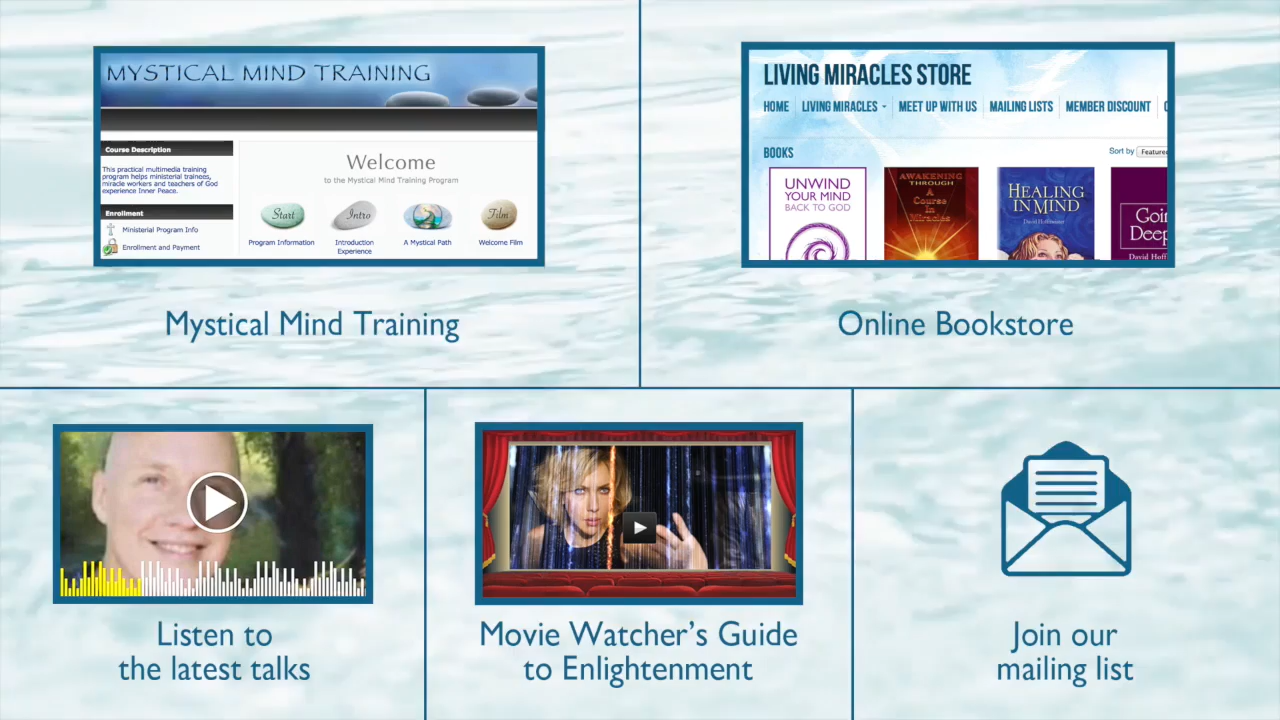 MYSTICAL MIND TRAINING
Course Description
This practical multimedia training
program helps ministerial trainees,
miracle workers and teachers of God
experience Inner Peace.
Enrollment
Ministerial Program Info
Enrollment and Payment
Welcome
to the Mystical Mind Training Program
Start
Intro
Film
Program Information
Introduction
Experience
A Mystical Path
Welcome Film
Mystical Mind Training
LIVING MIRACLES STORE
HOME LIVING MIRACLES MEET UP WITH US MAILING LISTS MEMBER DISCOUNT
BOOKS
Sort by Feature
UNWIND
YOUR MIND
BACK TO GOD
AWAKENING
THROUGH
A
Course
In
Miracles
HEALING
IN MIND
David Hoffmeister
Goi
Deep
David Hoff
Online Bookstore
Listen to
the latest talks
Movie Watcher's Guide
to Enlightenment
Join our
mailing list